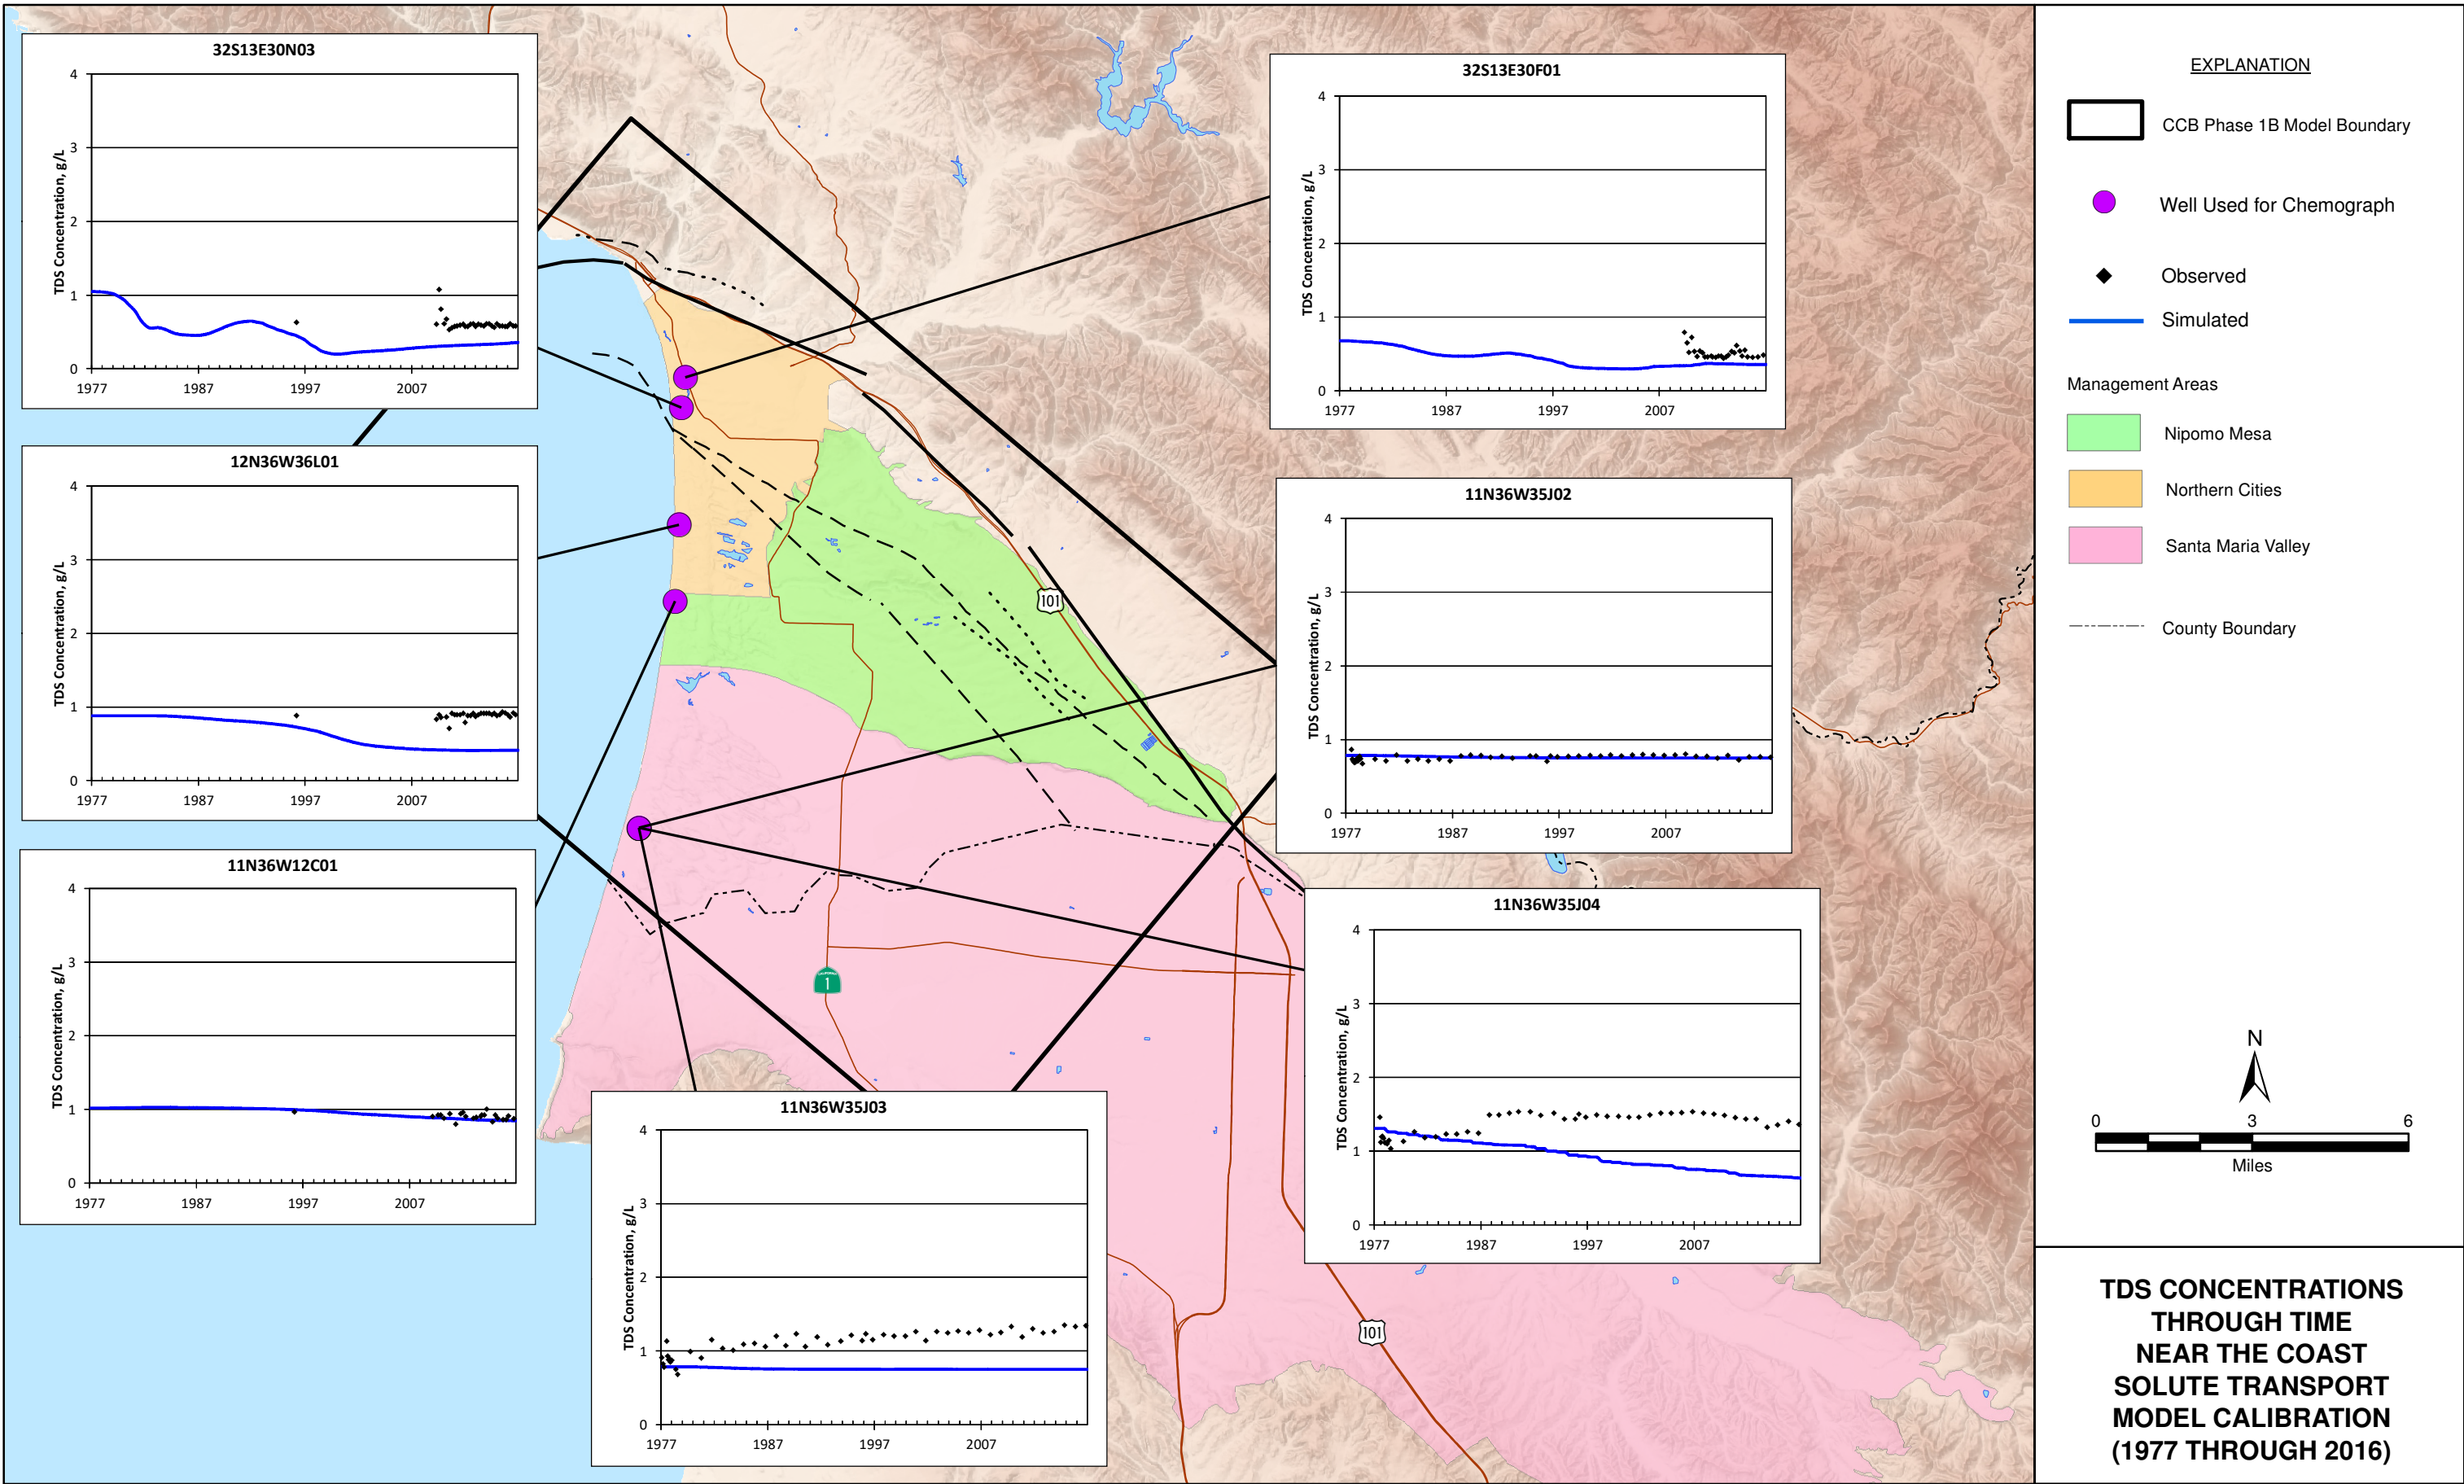 32S13E30N03
TDS Concentration, g/L
4
3
2
1
0
1977
1987
1997
2007
12N36W36L01
TDS Concentration, g/L
4
3
2
1
0
1977
1987
1997
2007
11N36W12C01
TDS Concentration, g/L
4
3
2
1
0
1977
1987
1997
2007
11N36W35J03
TDS Concentration, g/L
4
3
2
1
0
1977
1987
1997
2007
32S13E30F01
TDS Concentration, g/L
4
3
2
1
0
1977
1987
1997
2007
11N36W35J02
TDS Concentration, g/L
4
3
2
1
0
1977
1987
1997
2007
11N36W35J04
TDS Concentration, g/L
4
3
2
1
0
1977
1987
1997
2007
101
1
101
EXPLANATION
CCB Phase 1B Model Boundary
Well Used for Chemograph
Observed
Simulated
Management Areas
Nipomo Mesa
Northern Cities
Santa Maria Valley
County Boundary
N
0 3 6
Miles
TDS CONCENTRATIONS
THROUGH TIME
NEAR THE COAST
SOLUTE TRANSPORT
MODEL CALIBRATION
(1977 THROUGH 2016)